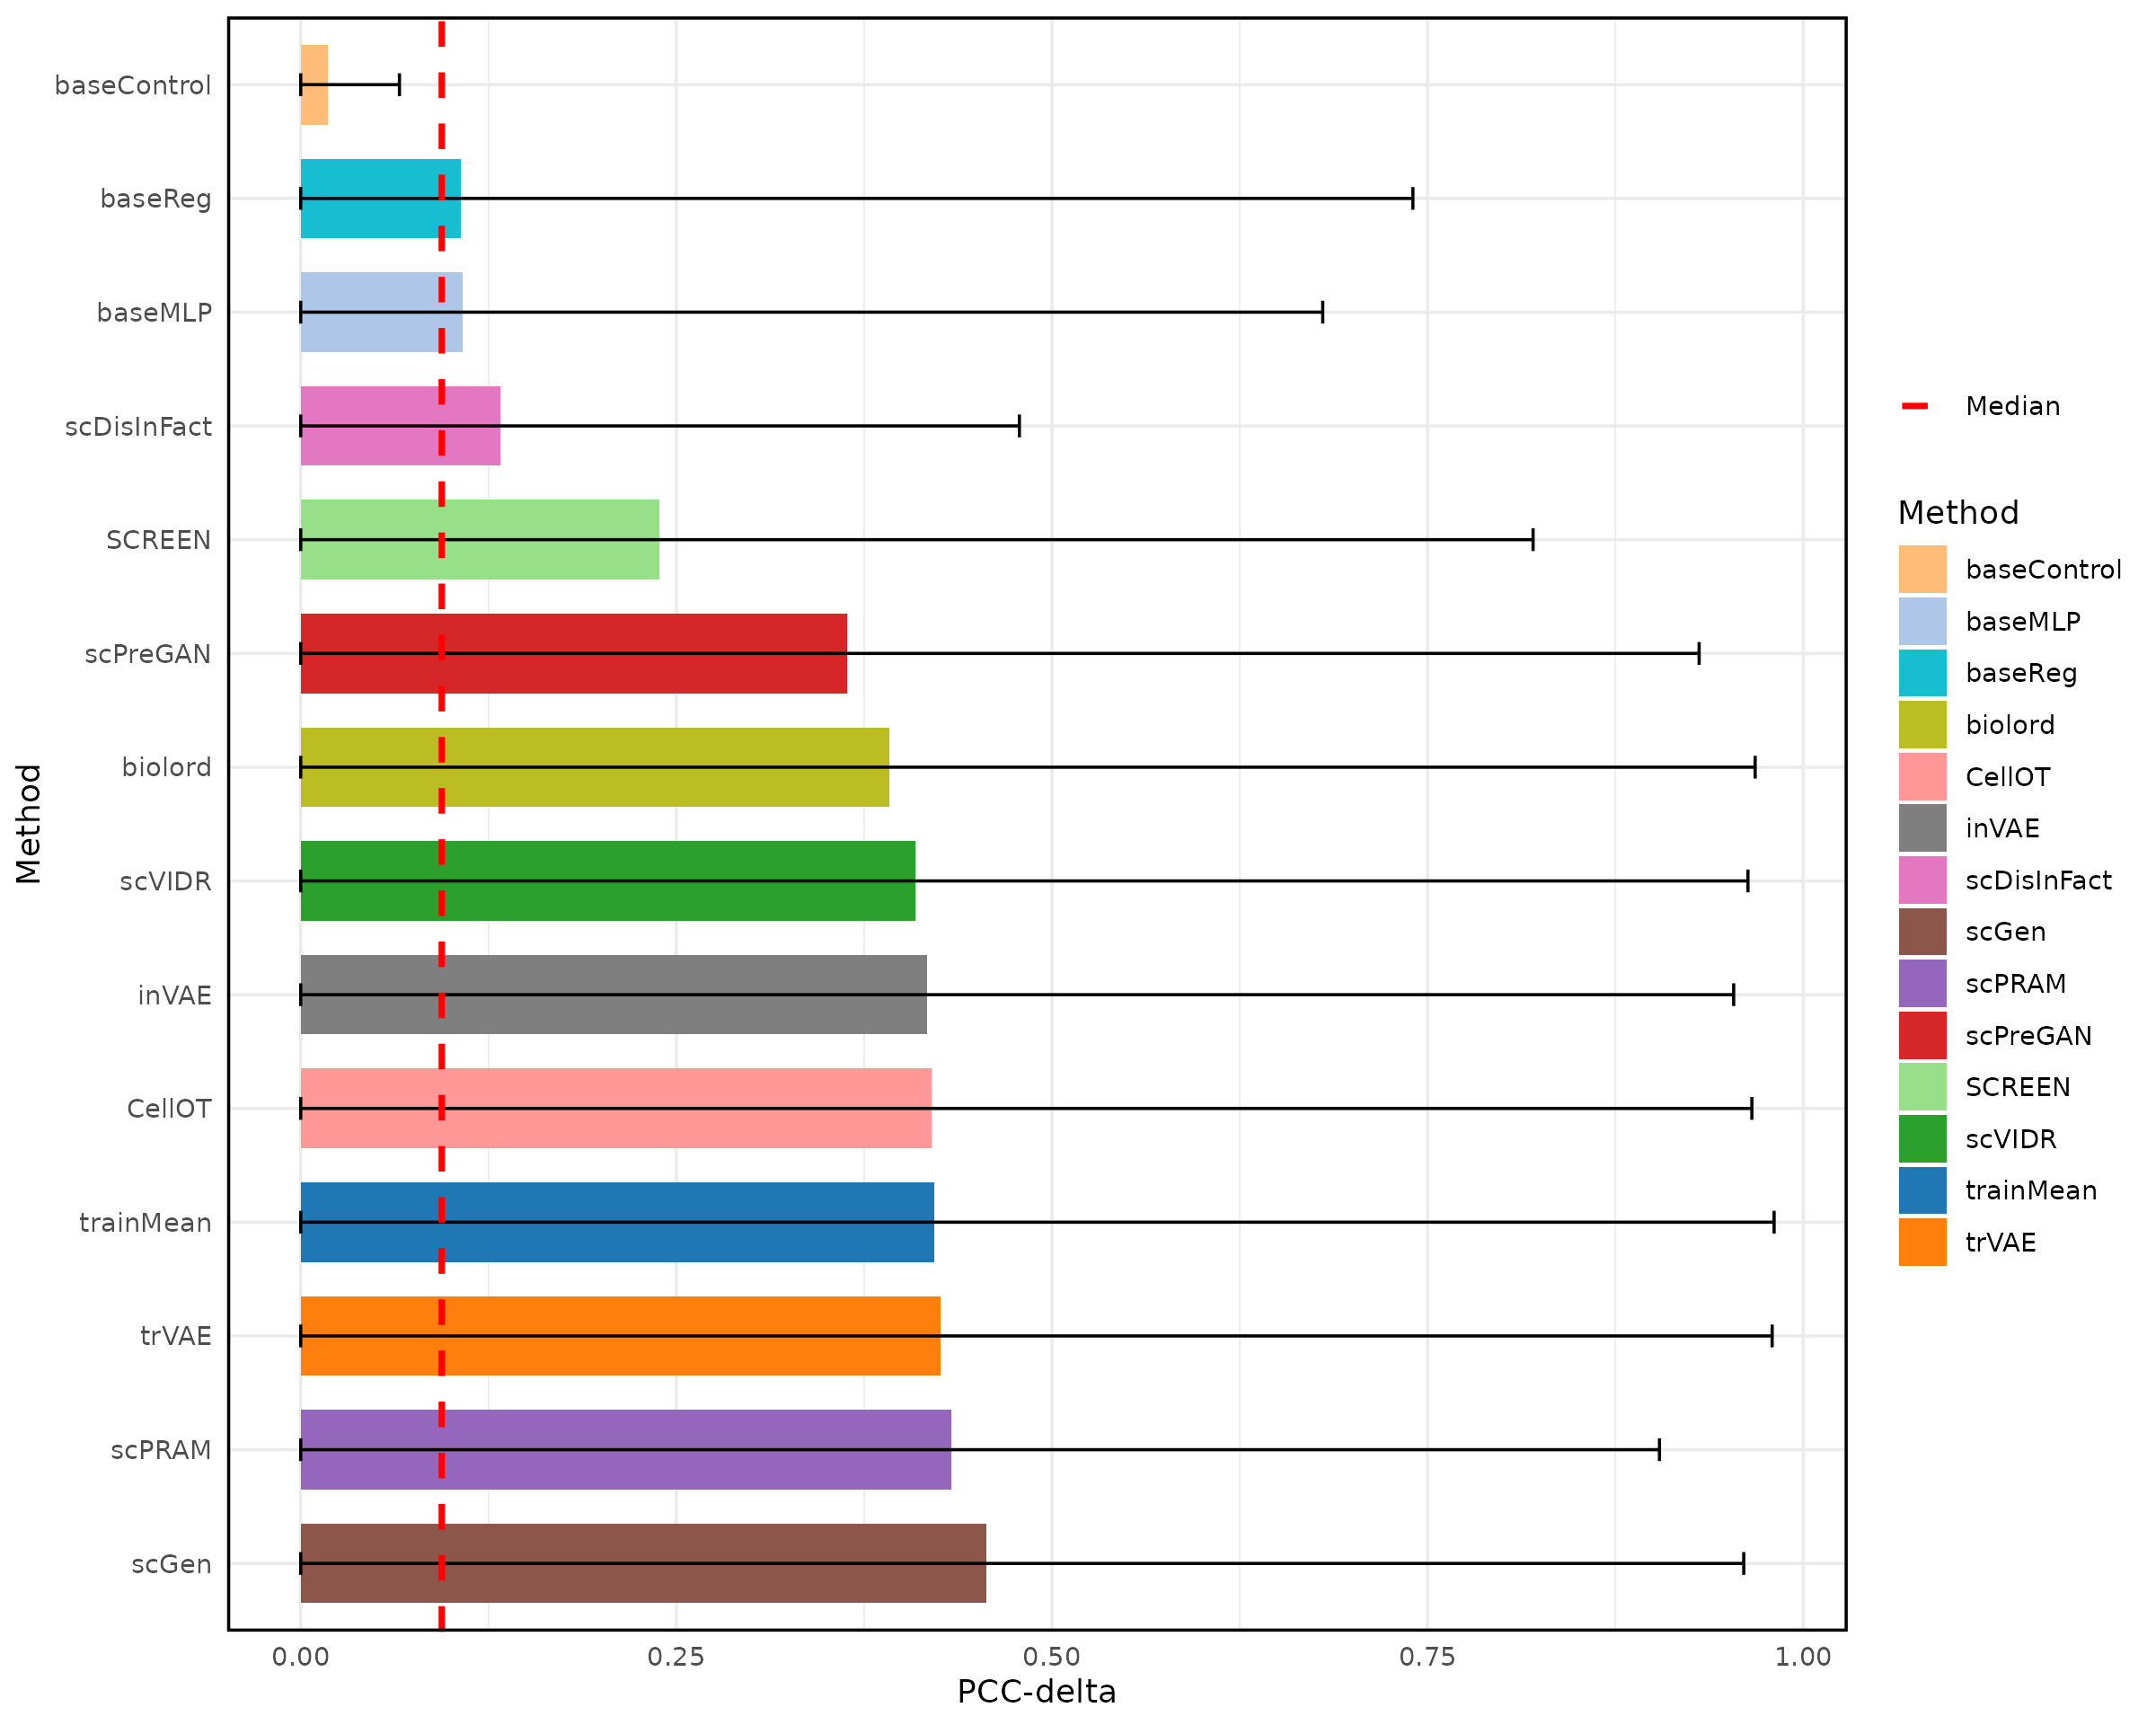 baseControl
baseReg
baseMLP
scDisInFact
SCREEN
scPreGAN
biolord
scVIDR
inVAE
CellOT
trainMean
trVAE
scPRAM
scGen
Method
0.00 0.25 0.50 0.75 1.00
PCC-delta
Median
Method
baseControl
baseMLP
baseReg
biolord
CellOT
inVAE
scDisInFact
scGen
scPRAM
scPreGAN
SCREEN
scVIDR
trainMean
trVAE